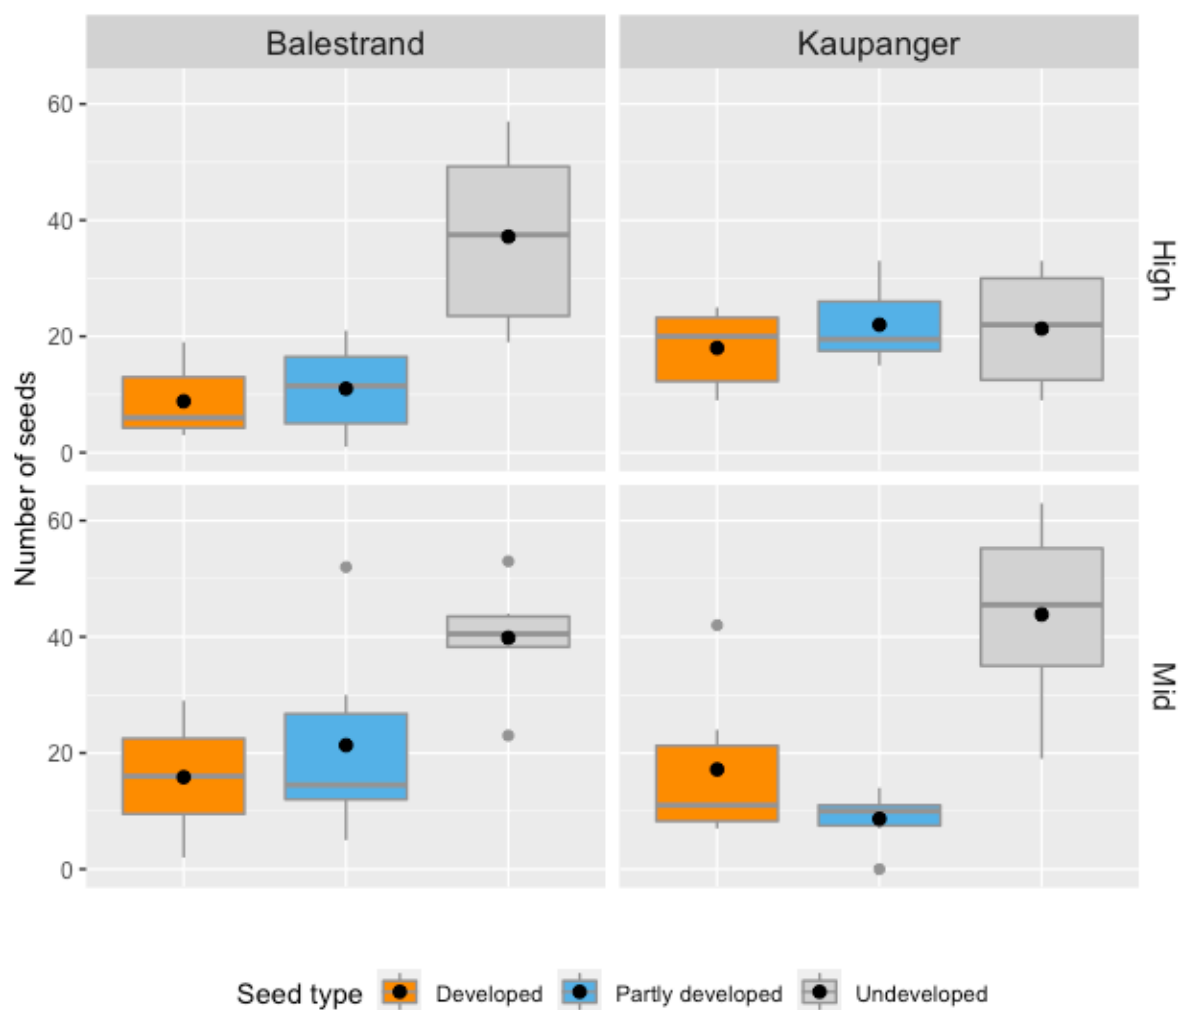 Balestrand
Kaupanger
60
40
20
0
High
Number of seeds
60
40
20
0
Mid
Seed type Developed Partly developed Undeveloped